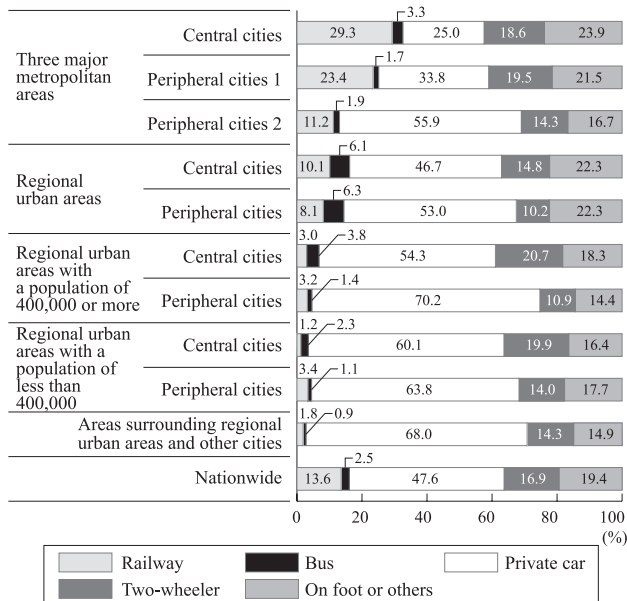 Three major
metropolitan
areas
Central cities
29.3 3.3 25.0 18.6 23.9
Peripheral cities 1
23.4 1.7 33.8 19.5 21.5
Peripheral cities 2
11.2 1.9 55.9 14.3 16.7
Regional
urban areas
Central cities
10.1 6.1 46.7 14.8 22.3
Peripheral cities
8.1 6.3 53.0 10.2 22.3
Regional urban
areas with
a population of
400,000 or more
Central cities
3.0 3.8 54.3 20.7 18.3
Peripheral cities
3.2 1.4 70.2 10.9 14.4
Regional urban
areas with a
population of
less than
400,000
Central cities
1.2 2.3 60.1 19.9 16.4
Peripheral cities
3.4 1.1 63.8 14.0 17.7
Areas surrounding regional
urban areas and other cities
1.8 0.9 68.0 14.3 14.9
Nationwide
13.6 2.5 47.6 16.9 19.4
0 20 40 60 80 100
(%)
Railway Bus Private car
Two-wheeler On foot or others